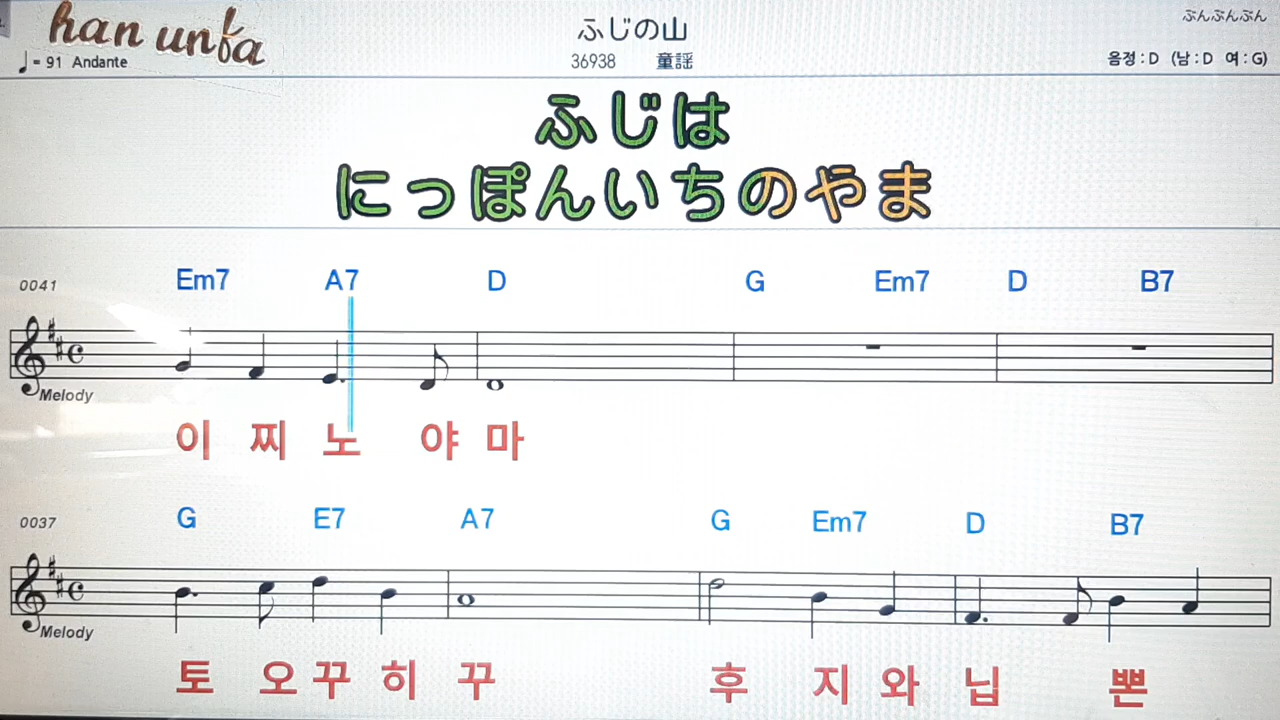 han unfa
ふじの山
ぶんぶんぶん
♩= 91 Andante
36938 童謡
음정 : D (남 : D 여 : G)
ふじは
にっぽんいちのやま
0041
Em7 A7 D G Em7 D B7
Melody
이 찌 노 야 마
0037
G E7 A7 G Em7 D B7
Melody
토 오 꾸 히 꾸 후 지 와 닙 뽄